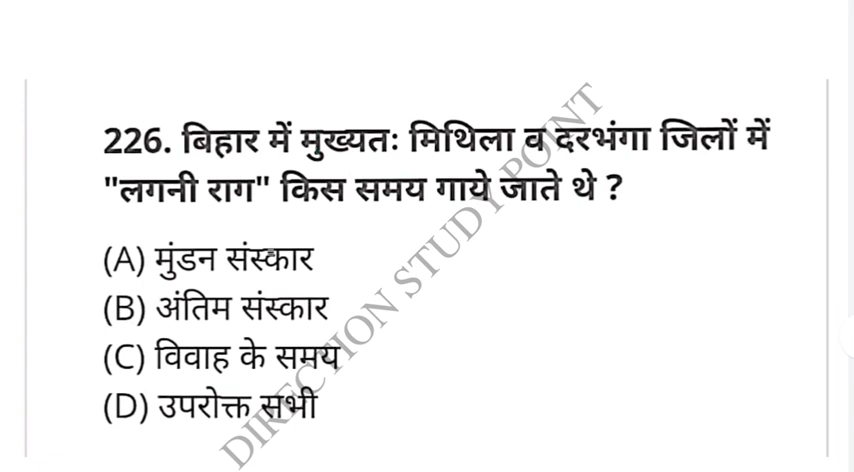 226. बिहार में मुख्यतः मिथिला व दरभंगा जिलों में
"लगनी राग" किस समय गाये जाते थे ?
(A) मुंडन संस्कार
(B) अंतिम संस्कार
(C) विवाह के समय
(D) उपरोक्त सभी
DIRECTION STUDY POINT